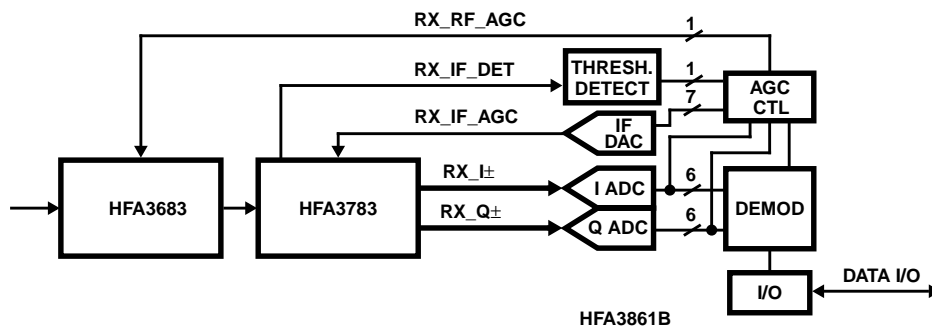 RX_RF_AGC
1
RX_IF_DET
THRESH.
DETECT
1
AGC
CTL
RX_IF_AGC
IF
DAC
7
HFA3683
HFA3783
RX_I±
I ADC
6
RX_Q±
Q ADC
6
DEMOD
I/O
DATA I/O
HFA3861B